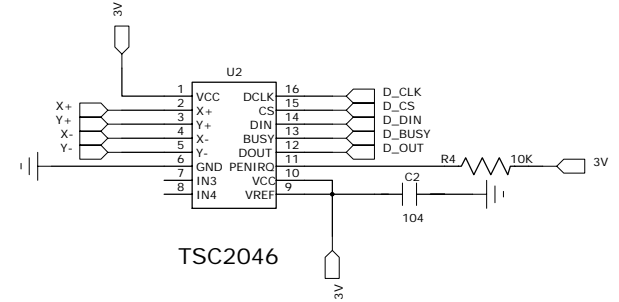 3V
U2
1 VCC DCLK 16 D_CLK
X+ 2 X+ CS 15 D_CS
Y+ 3 Y+ DIN 14 D_DIN
X- 4 X- BUSY 13 D_BUSY
Y- 5 Y- DOUT 12 D_OUT
6 GND PENIRQ 11 R4 10K 3V
7 IN3 VCC 10 C2
8 IN4 VREF 9
104
TSC2046
3V